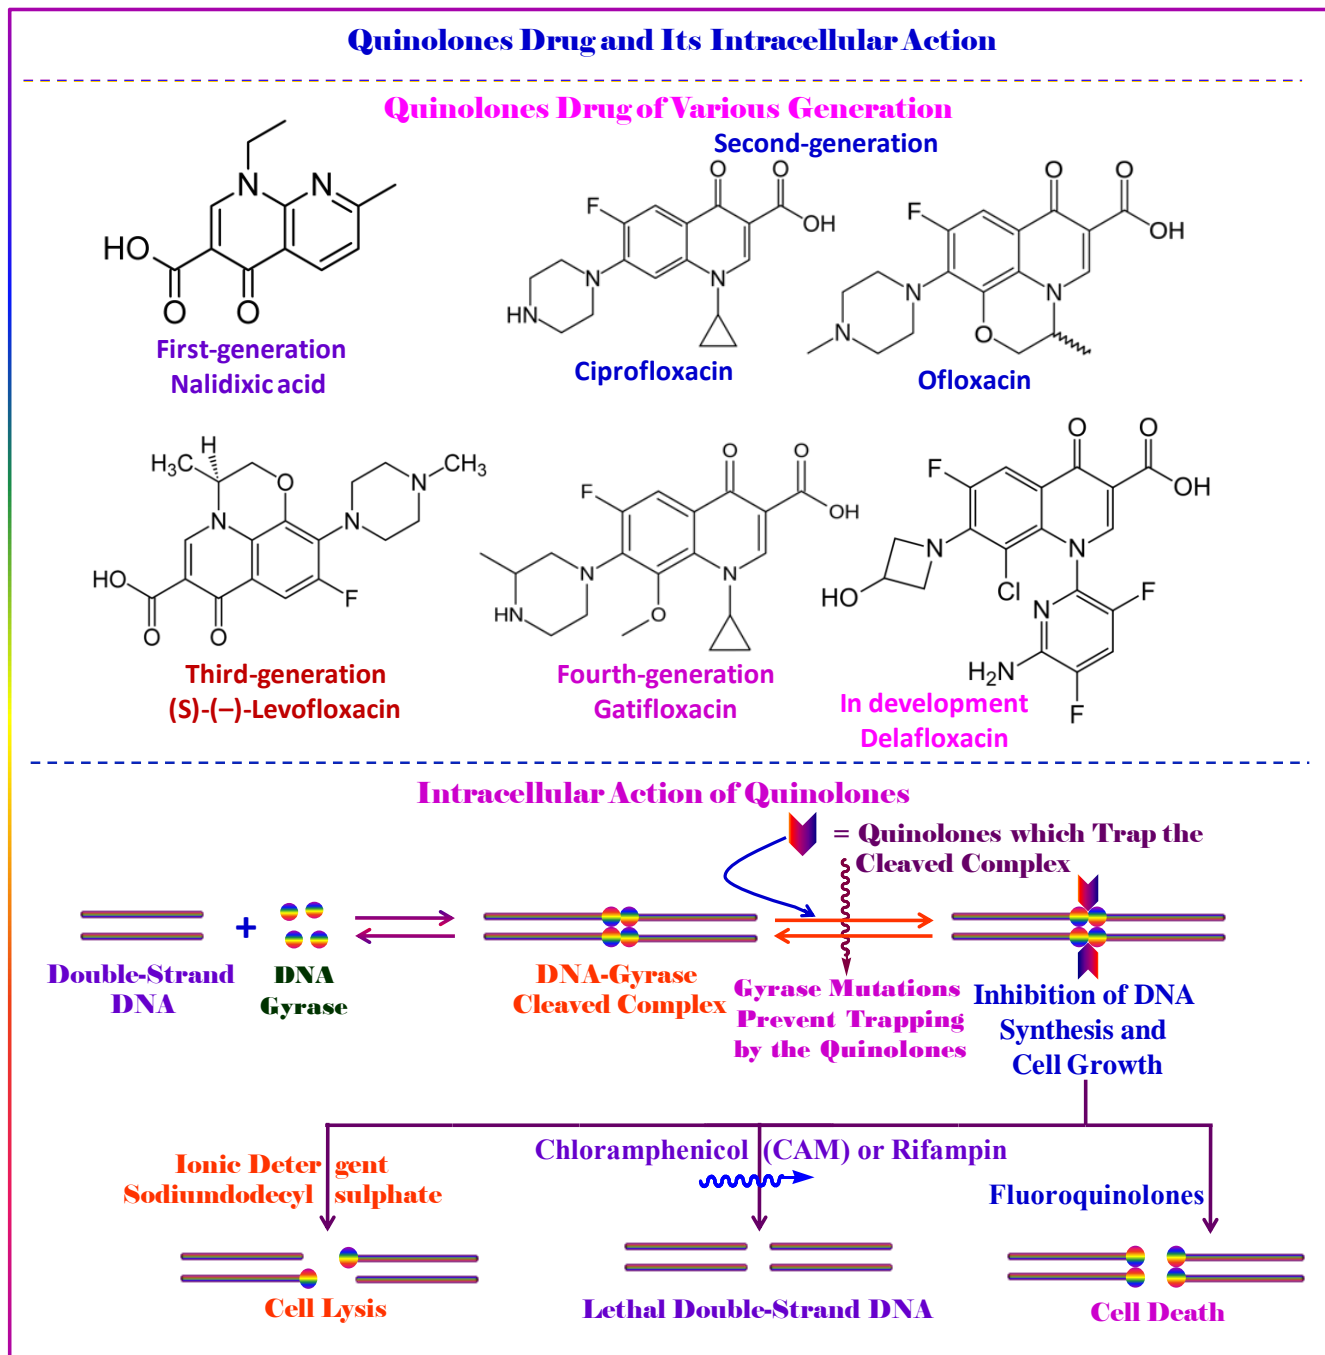 Quinolones Drug and Its Intracellular Action
Quinolones Drug of Various Generation
Second-generation
N
N
HO
O
O
First-generation
Nalidixic acid
O
O
F
OH
N
N
HN
Ciprofloxacin
O
O
F
OH
N
N
N
O
Ofloxacin
H
H₃C
O
N
CH₃
N
N
HO
O
O
F
Third-generation
(S)-(–)-Levofloxacin
O
O
F
OH
N
N
HN
O
Fourth-generation
Gatifloxacin
O
O
F
OH
N
N
HO
Cl
N
F
H₂N
F
In development
Delafloxacin
Intracellular Action of Quinolones
= Quinolones which Trap the
Cleaved Complex
+
Double-Strand
DNA
DNA
Gyrase
DNA-Gyrase
Cleaved Complex
Gyrase Mutations
Prevent Trapping
by the Quinolones
Inhibition of DNA
Synthesis and
Cell Growth
Ionic Deter gent
Sodiumdodecyl sulphate
Chloramphenicol (CAM) or Rifampin
Fluoroquinolones
Cell Lysis
Lethal Double-Strand DNA
Cell Death